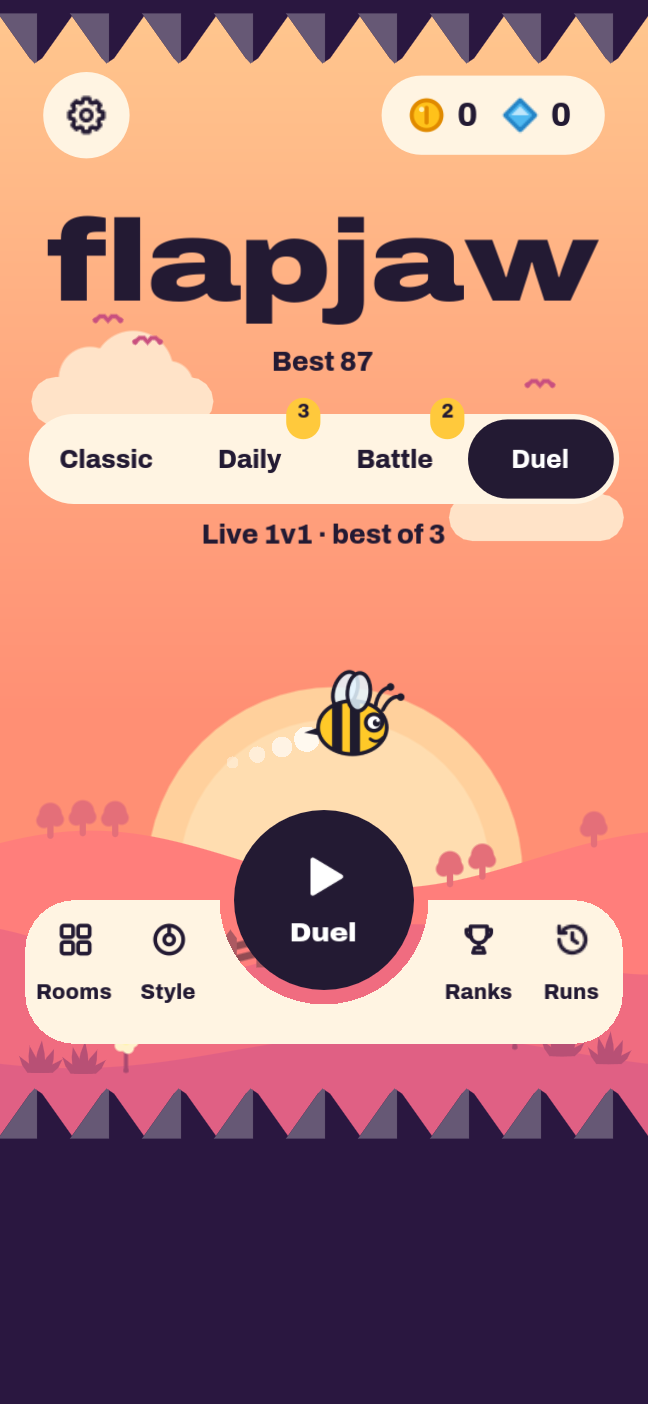 0 0
flapjaw
Best 87
3 2
Classic Daily Battle Duel
Live 1v1 · best of 3
Duel
Rooms Style Ranks Runs